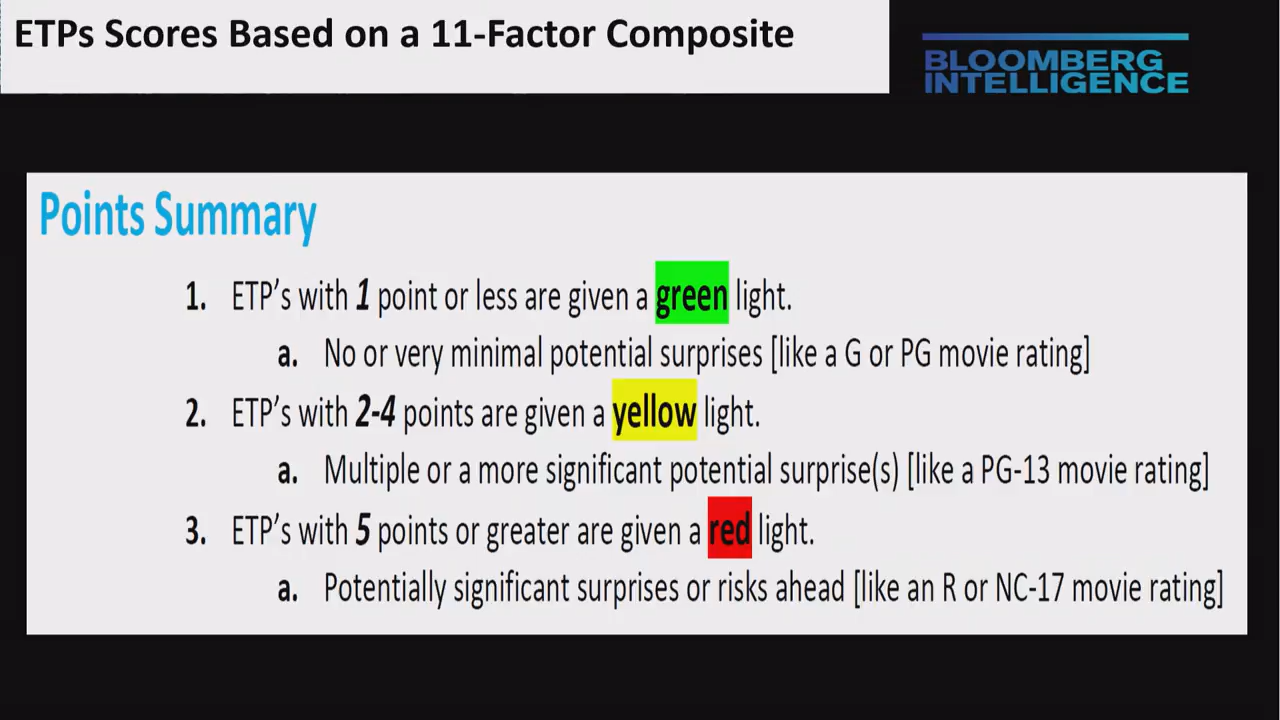 ETPs Scores Based on a 11-Factor Composite
BLOOMBERG
INTELLIGENCE
Points Summary
1. ETP's with 1 point or less are given a green light.
a. No or very minimal potential surprises [like a G or PG movie rating]
2. ETP's with 2-4 points are given a yellow light.
a. Multiple or a more significant potential surprise(s) [like a PG-13 movie rating]
3. ETP's with 5 points or greater are given a red light.
a. Potentially significant surprises or risks ahead [like an R or NC-17 movie rating]